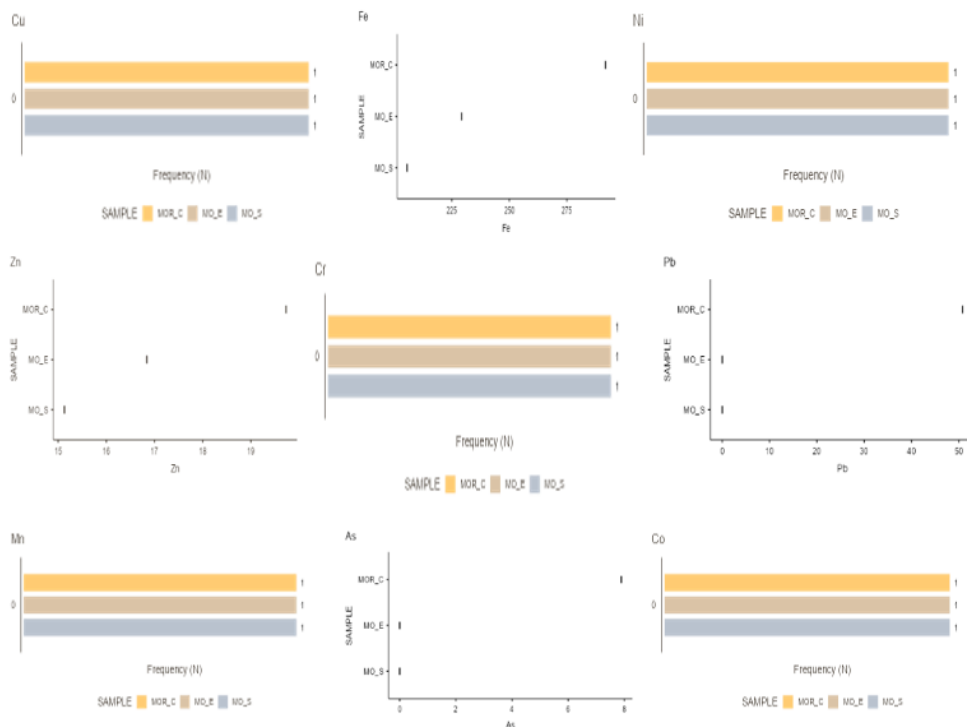 Cu
0
1
1
1
Frequency (N)
SAMPLE MOR_C MO_E MO_S
Fe
SAMPLE
MOR_C
MO_E
MO_S
225 250 275
Fe
Ni
0
1
1
1
Frequency (N)
SAMPLE MOR_C MO_E MO_S
Zn
SAMPLE
MOR_C
MO_E
MO_S
15 16 17 18 19
Zn
Cr
0
1
1
1
Frequency (N)
SAMPLE MOR_C MO_E MO_S
Pb
SAMPLE
MOR_C
MO_E
MO_S
0 10 20 30 40 50
Pb
Mn
0
1
1
1
Frequency (N)
SAMPLE MOR_C MO_E MO_S
As
SAMPLE
MOR_C
MO_E
MO_S
0 2 4 6 8
As
Co
0
1
1
1
Frequency (N)
SAMPLE MOR_C MO_E MO_S